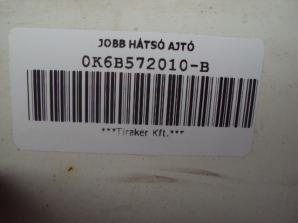 JOBB HÁTSÓ AJTÓ
0K6B572010-B
***Tiraker Kft.***